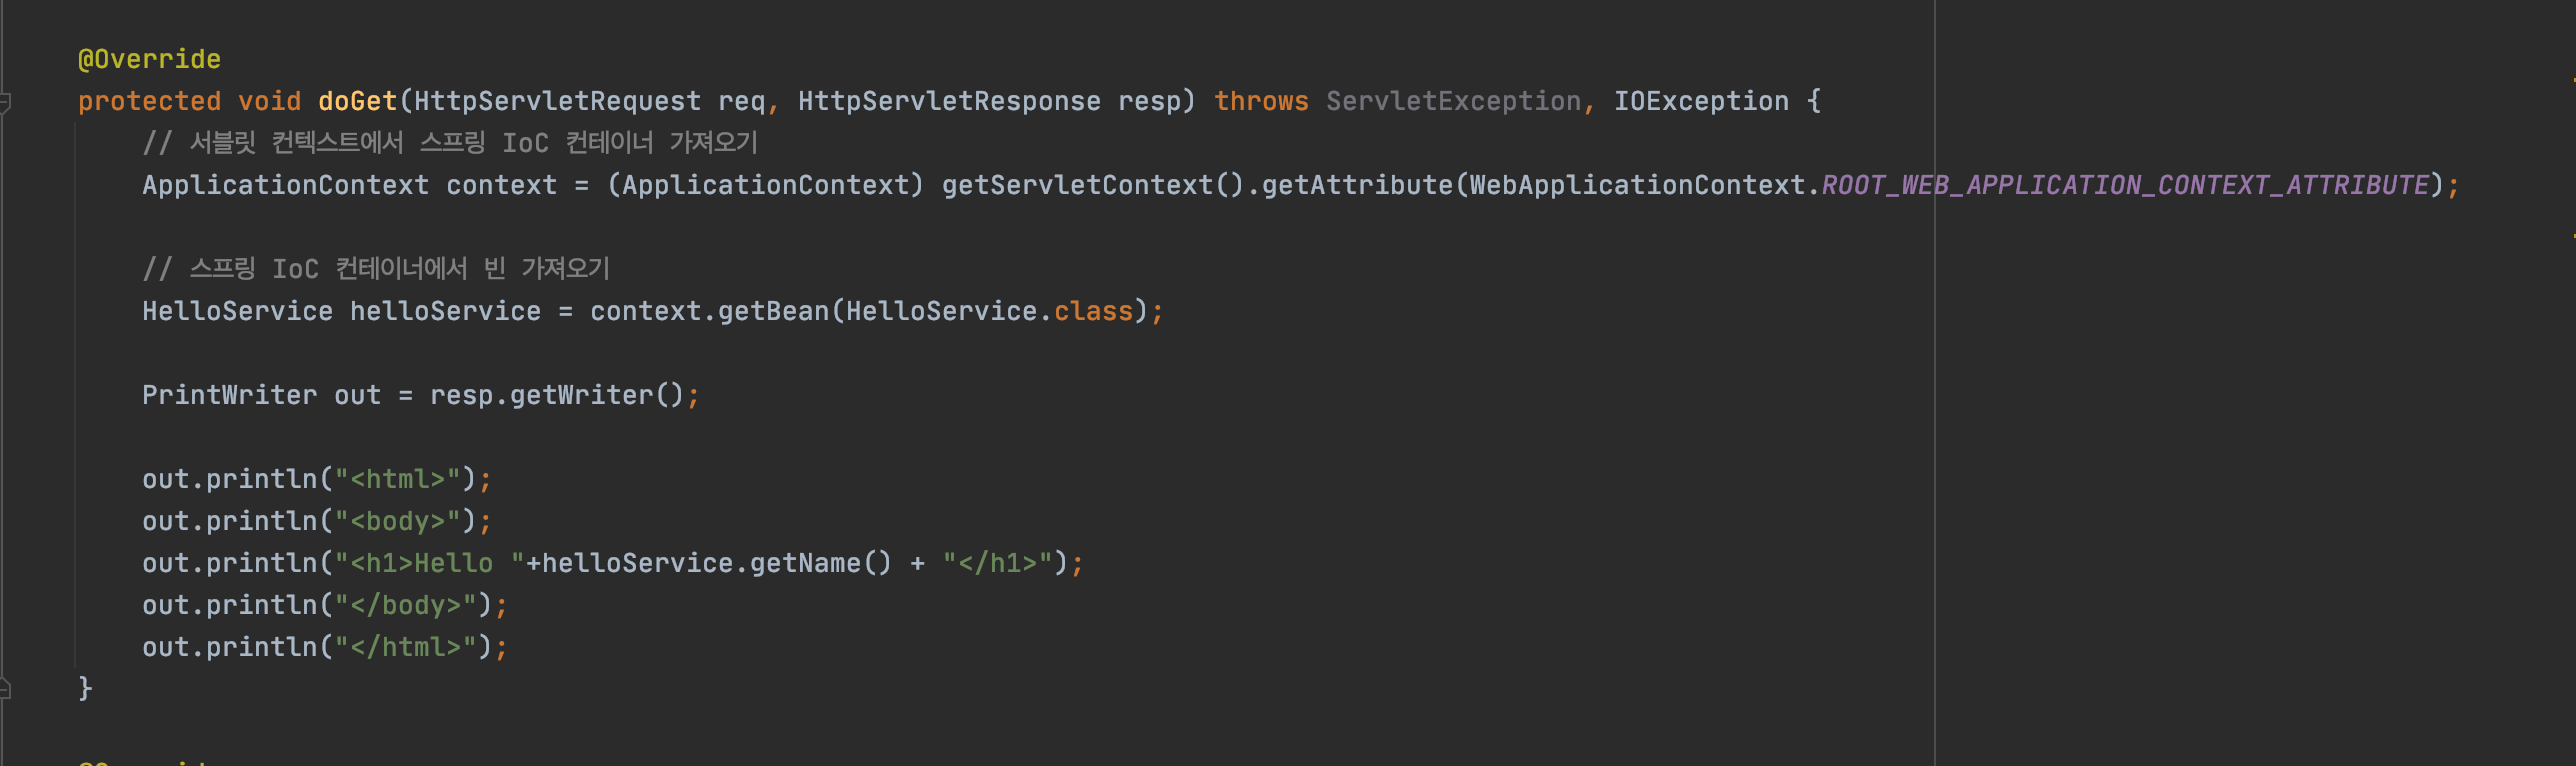 @Override
protected void doGet(HttpServletRequest req, HttpServletResponse resp) throws ServletException, IOException {
// 서블릿 컨텍스트에서 스프링 IoC 컨테이너 가져오기
ApplicationContext context = (ApplicationContext) getServletContext().getAttribute(WebApplicationContext.ROOT_WEB_APPLICATION_CONTEXT_ATTRIBUTE);
// 스프링 IoC 컨테이너에서 빈 가져오기
HelloService helloService = context.getBean(HelloService.class);
PrintWriter out = resp.getWriter();
out.println("<html>");
out.println("<body>");
out.println("<h1>Hello "+helloService.getName() + "</h1>");
out.println("</body>");
out.println("</html>");
}